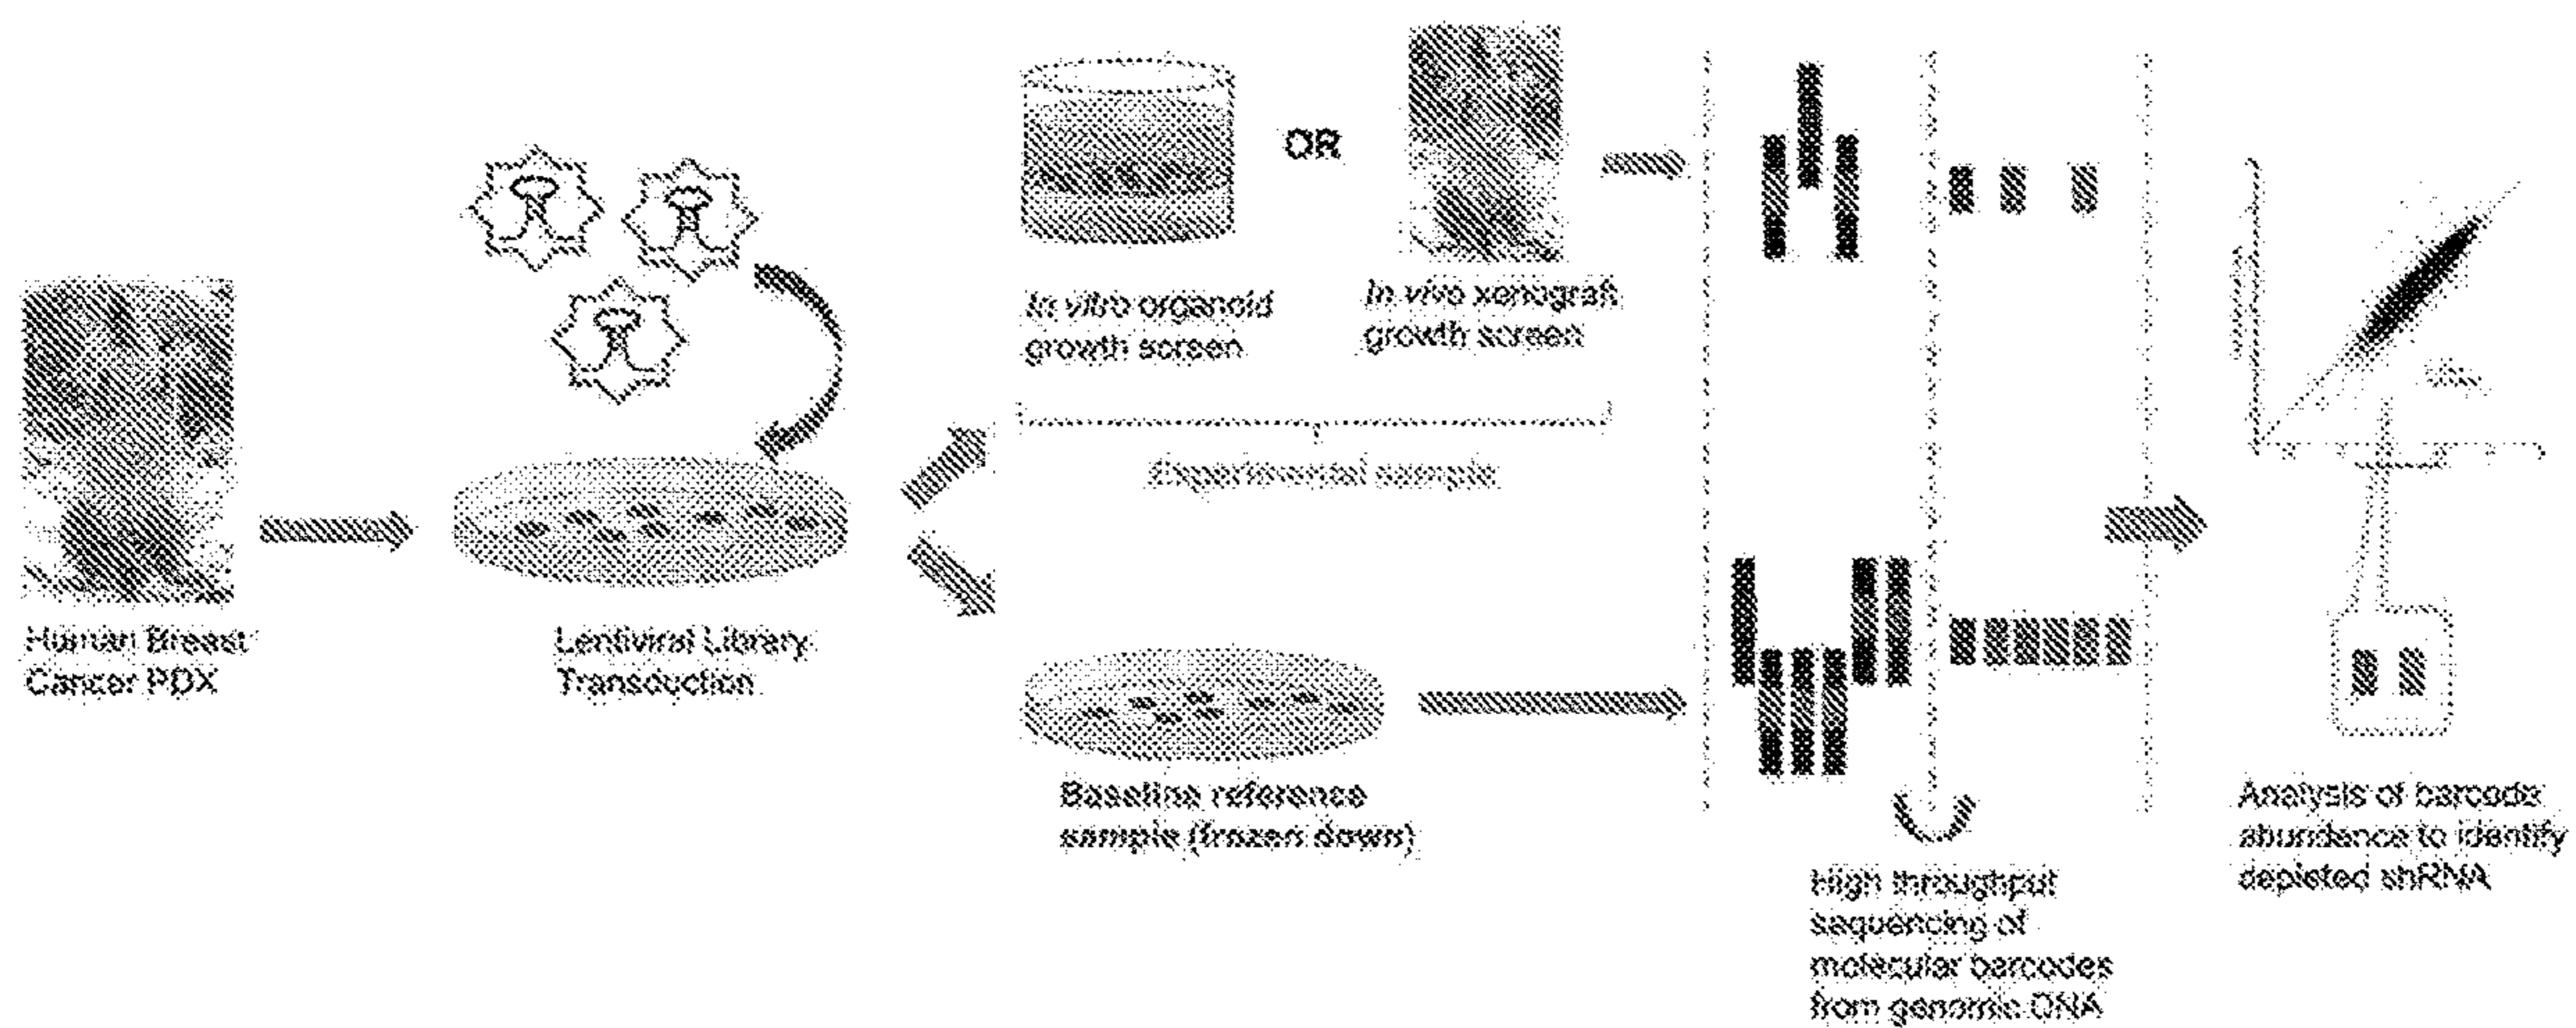 Human Breast
Cancer PDX
Lentiviral Library
Transduction
In vitro organoid
growth screen
OR
In vivo xenograft
growth screen
Experimental sample
Baseline reference
sample (frozen down)
High throughput
sequencing of
molecular barcodes
from genomic DNA
Analysis of barcode
abundance to identify
depleted shRNA